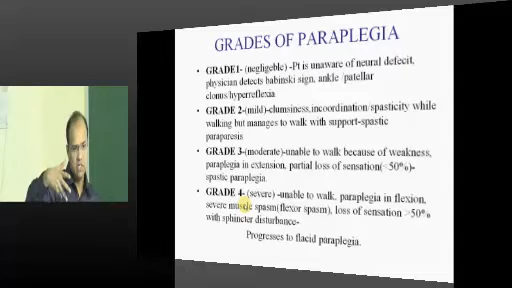 GRADES OF PARAPLEGIA
• GRADE1- (negligeble) -Pt is unaware of neural defecit,
physician detects babinski sign, ankle /patellar
clonus/hyperreflexia
• GRADE 2-(mild)-clumsiness,incoordination/spasticity while
walking but manages to walk with support-spastic
paraparesis
• GRADE 3-(moderate)-unable to walk because of weakness,
paraplegia in extension, partial loss of sensation(<50%)-
spastic paraplegia.
• GRADE 4- (severe) -unable to walk, paraplegia in flexion,
severe muscle spasm(flexor spasm), loss of sensation >50%
with sphincter disturbance-
Progresses to flacid paraplegia.